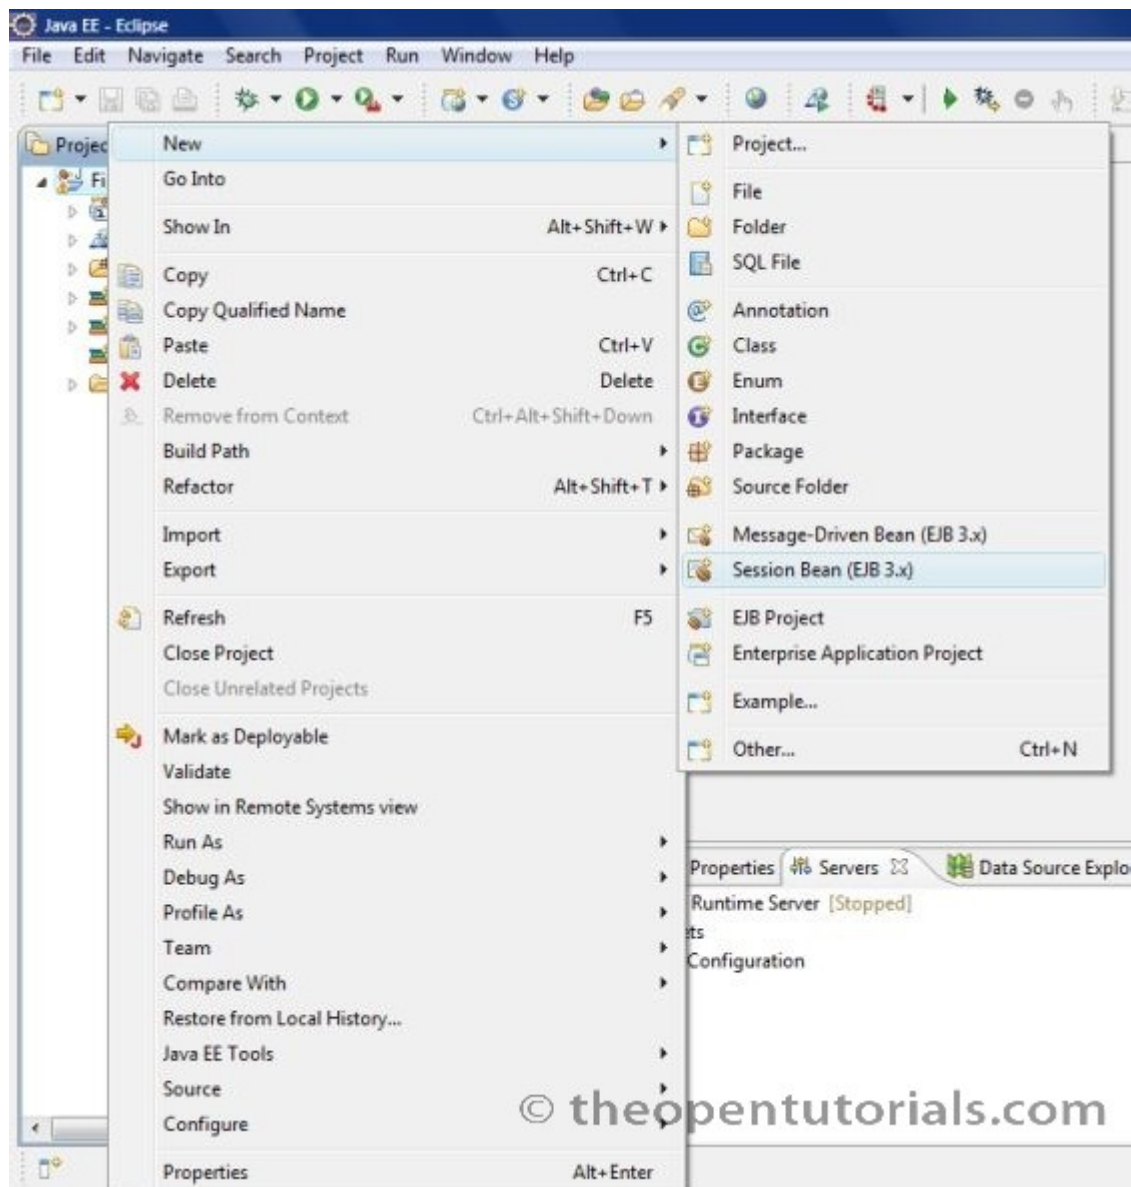 Java EE - Eclipse
File Edit Navigate Search Project Run Window Help
Projec
Fi
New
Go Into
Show In Alt+Shift+W
Copy Ctrl+C
Copy Qualified Name
Paste Ctrl+V
Delete Delete
Remove from Context Ctrl+Alt+Shift+Down
Build Path
Refactor Alt+Shift+T
Import
Export
Refresh F5
Close Project
Close Unrelated Projects
Mark as Deployable
Validate
Show in Remote Systems view
Run As
Debug As
Profile As
Team
Compare With
Restore from Local History...
Java EE Tools
Source
Configure
Properties Alt+Enter
Project...
File
Folder
SQL File
Annotation
Class
Enum
Interface
Package
Source Folder
Message-Driven Bean (EJB 3.x)
Session Bean (EJB 3.x)
EJB Project
Enterprise Application Project
Example...
Other... Ctrl+N
Properties Servers Data Source Explo
Runtime Server [Stopped]
ets
Configuration
© theopentutorials.com